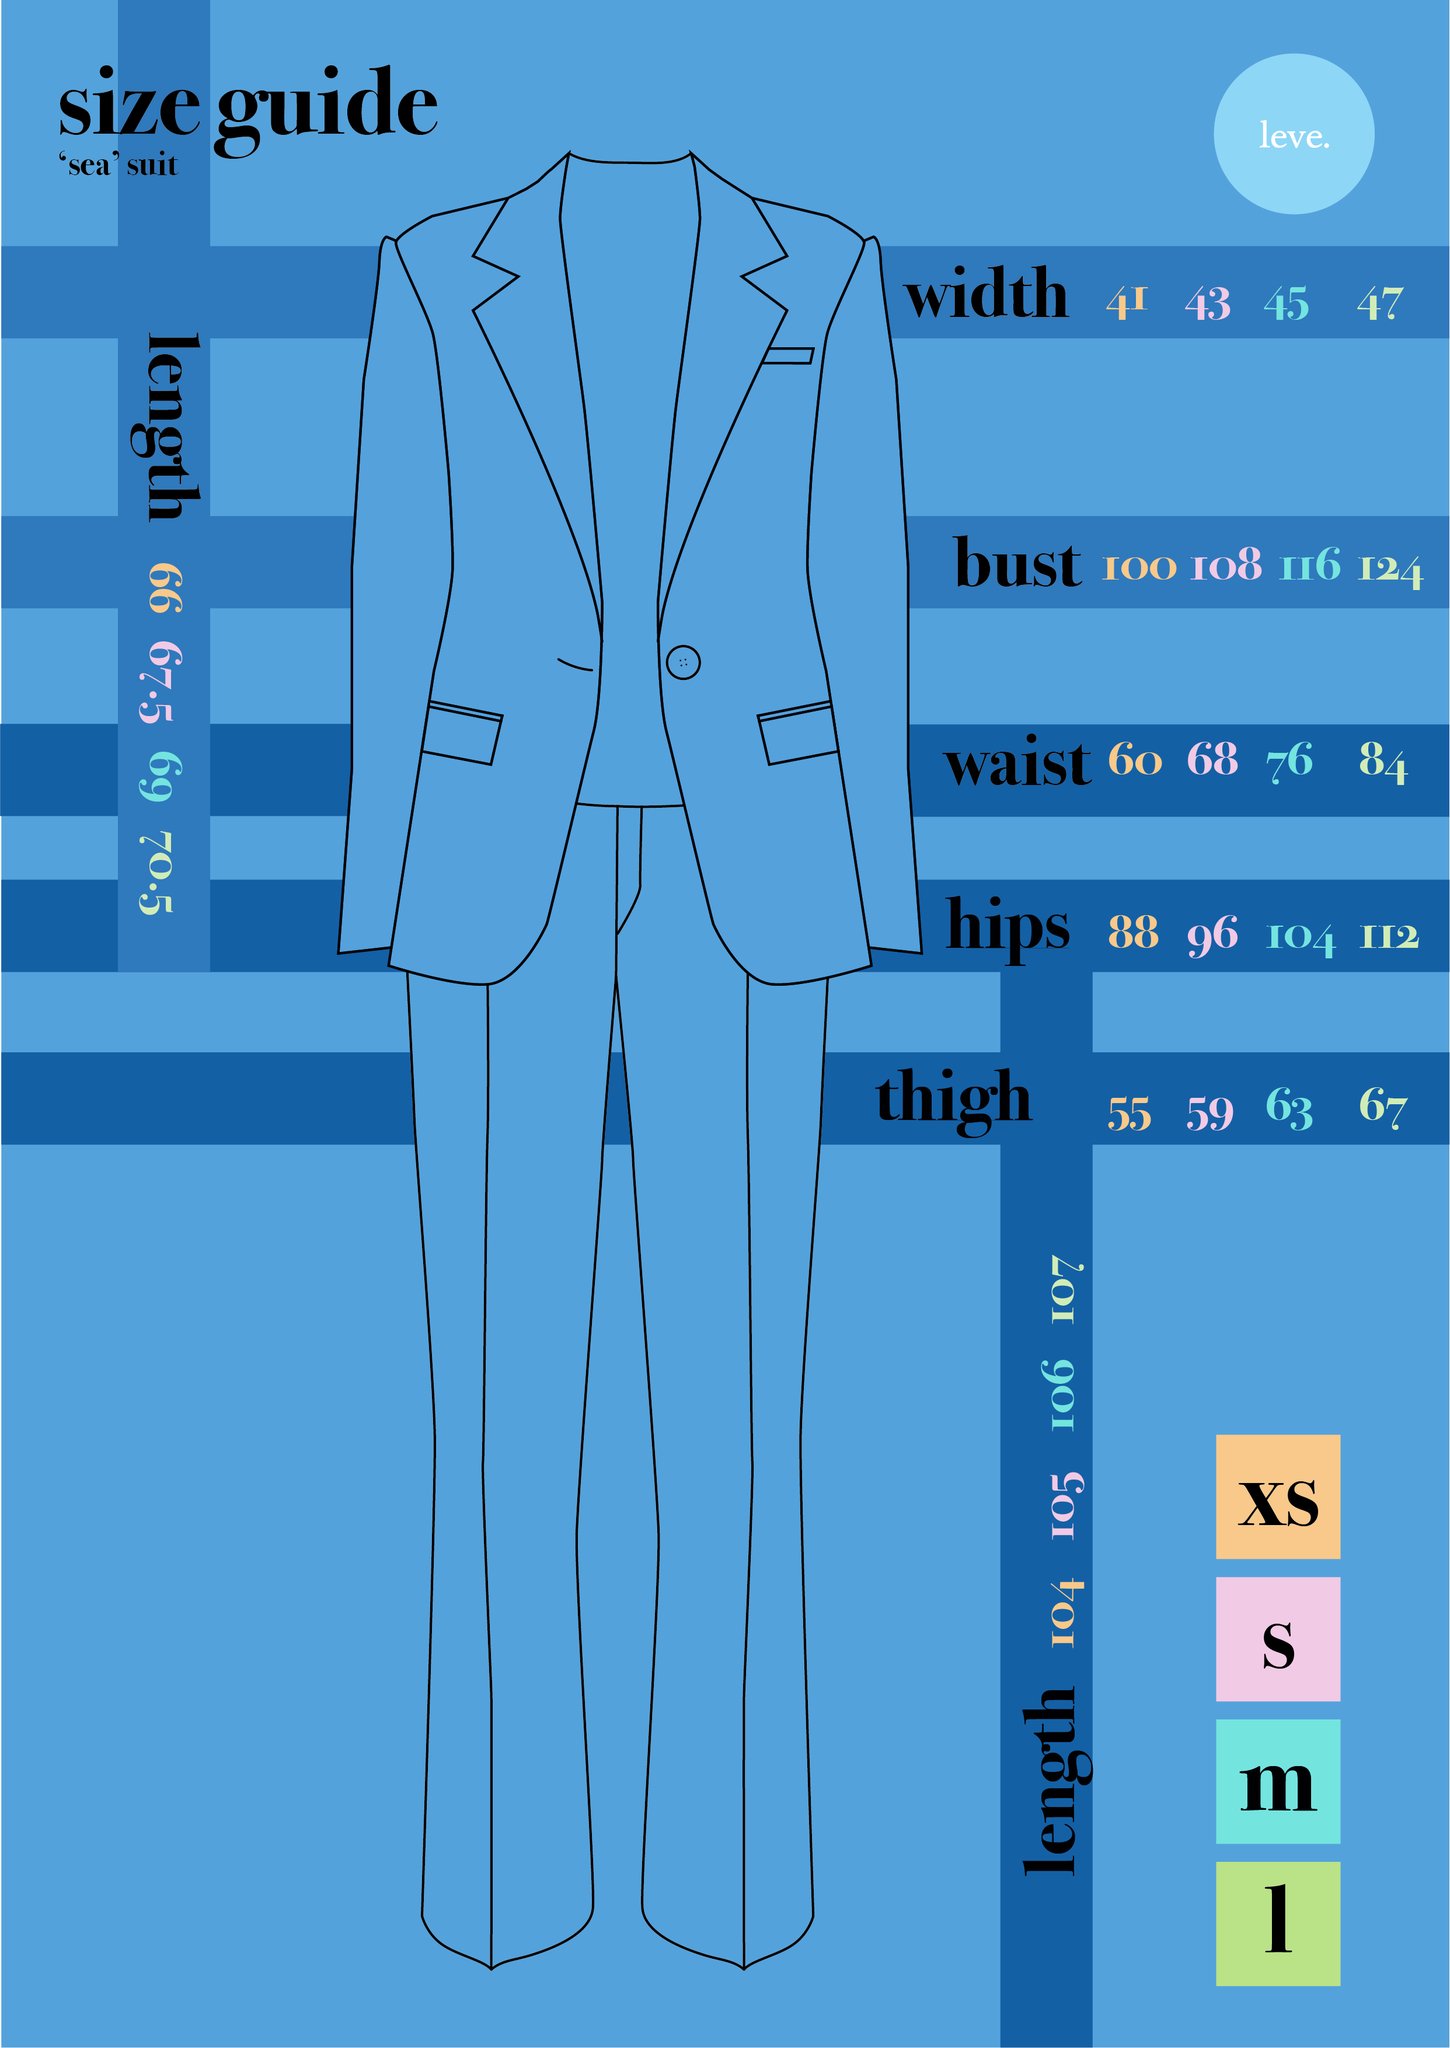 size guide
‘sea’ suit
leve.
width 41 43 45 47
length 66 67.5 69 70.5
bust 100 108 116 124
waist 60 68 76 84
hips 88 96 104 112
thigh 55 59 63 67
length 104 105 106 107
xs
s
m
l